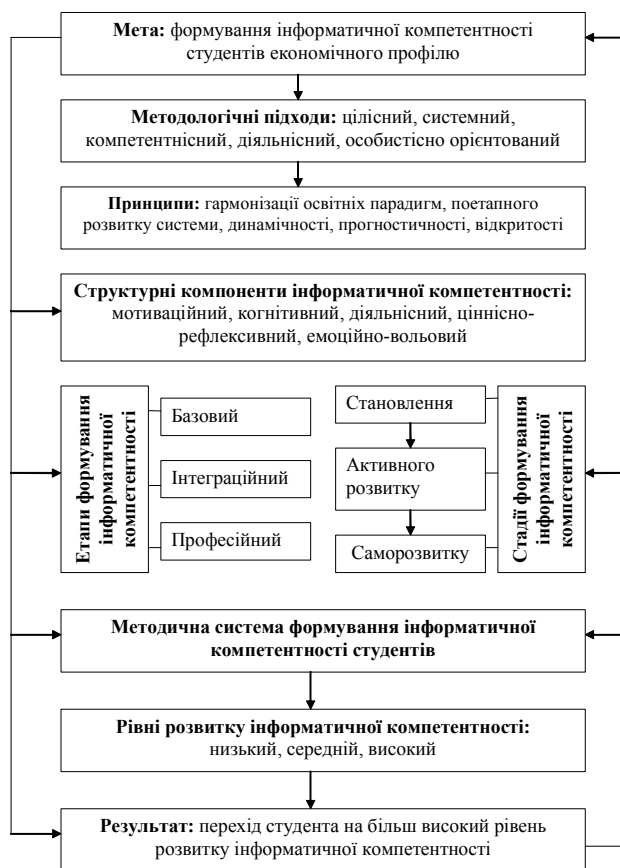 Мета: формування інформатичної компетентності
студентів економічного профілю
Методологічні підходи: цілісний, системний,
компетентнісний, діяльнісний, особистісно орієнтований
Принципи: гармонізації освітніх парадигм, поетапного
розвитку системи, динамічності, прогностичності, відкритості
Структурні компоненти інформатичної компетентності:
мотиваційний, когнітивний, діяльнісний, ціннісно-
рефлексивний, емоційно-вольовий
Етапи формування
інформатичної
компетентності
Базовий
Інтеграційний
Професійний
Становлення
Активного
розвитку
Саморозвитку
Стадії формування
інформатичної
компетентності
Методична система формування інформатичної
компетентності студентів
Рівні розвитку інформатичної компетентності:
низький, середній, високий
Результат: перехід студента на більш високий рівень
розвитку інформатичної компетентності